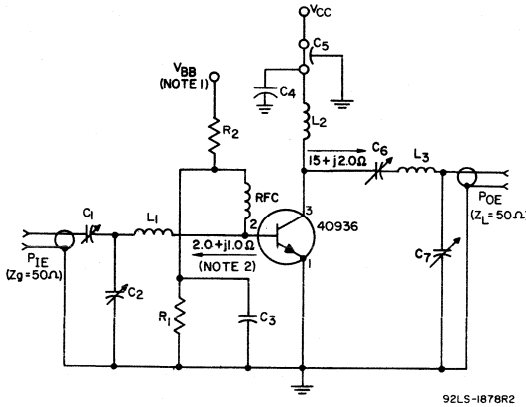 VCC
C5
VBB
(NOTE 1)
C4
R2
L2
15+j2.0Ω
C6
L3
RFC
3
40936
POE
(ZL=50Ω)
C1
L1
2
2.0+j1.0Ω
(NOTE 2)
PIE
(Zg=50Ω)
C2
1
C7
R1
C3
92LS-1878R2